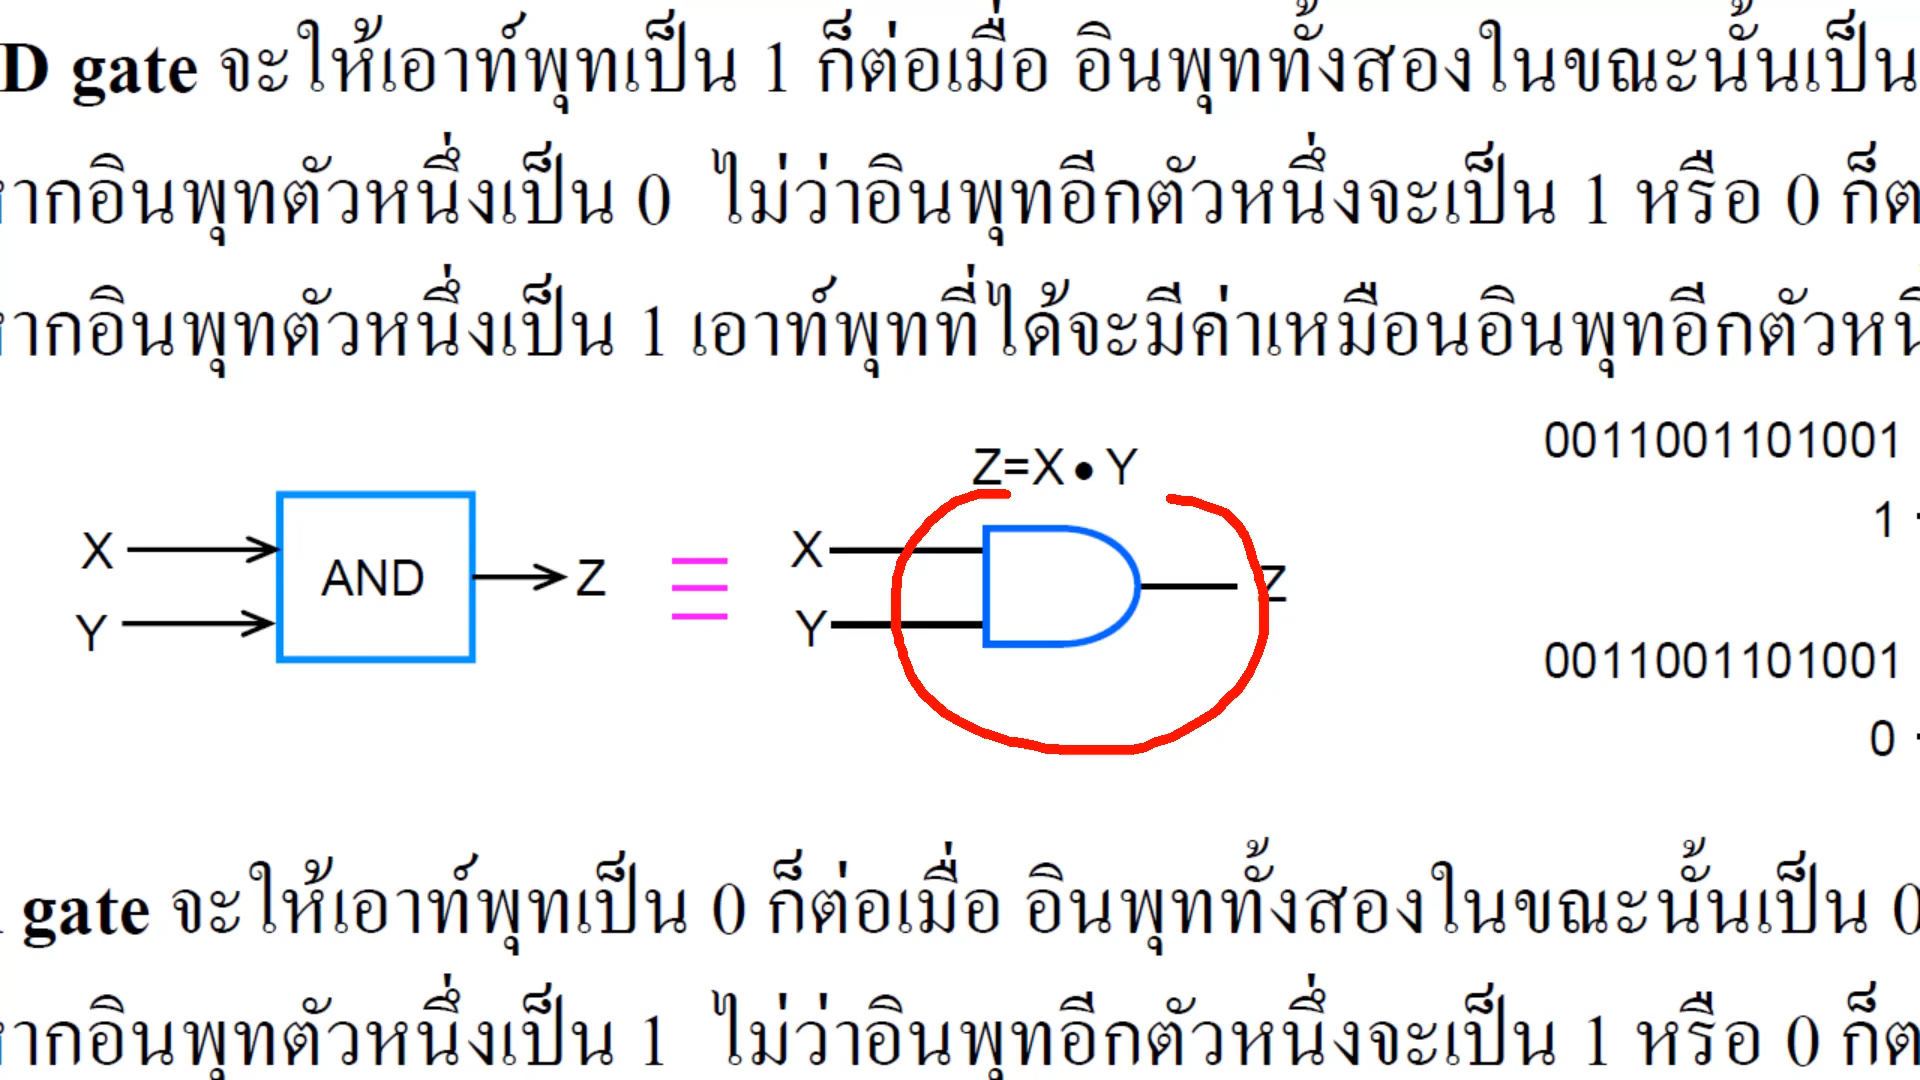 D gate จะให้เอาท์พุทเป็น 1 ก็ต่อเมื่อ อินพุททั้งสองในขณะนั้นเป็น
ากอินพุทตัวหนึ่งเป็น 0 ไม่ว่าอินพุทอีกตัวหนึ่งจะเป็น 1 หรือ 0 ก็ต
ากอินพุทตัวหนึ่งเป็น 1 เอาท์พุทที่ได้จะมีค่าเหมือนอินพุทอีกตัวหนึ
0011001101001
Z=X • Y
1
X
AND
Z
≡
X
Y
Z
Y
0011001101001
0
gate จะให้เอาท์พุทเป็น 0 ก็ต่อเมื่อ อินพุททั้งสองในขณะนั้นเป็น 0
ากอินพุทตัวหนึ่งเป็น 1 ไม่ว่าอินพุทอีกตัวหนึ่งจะเป็น 1 หรือ 0 ก็ต